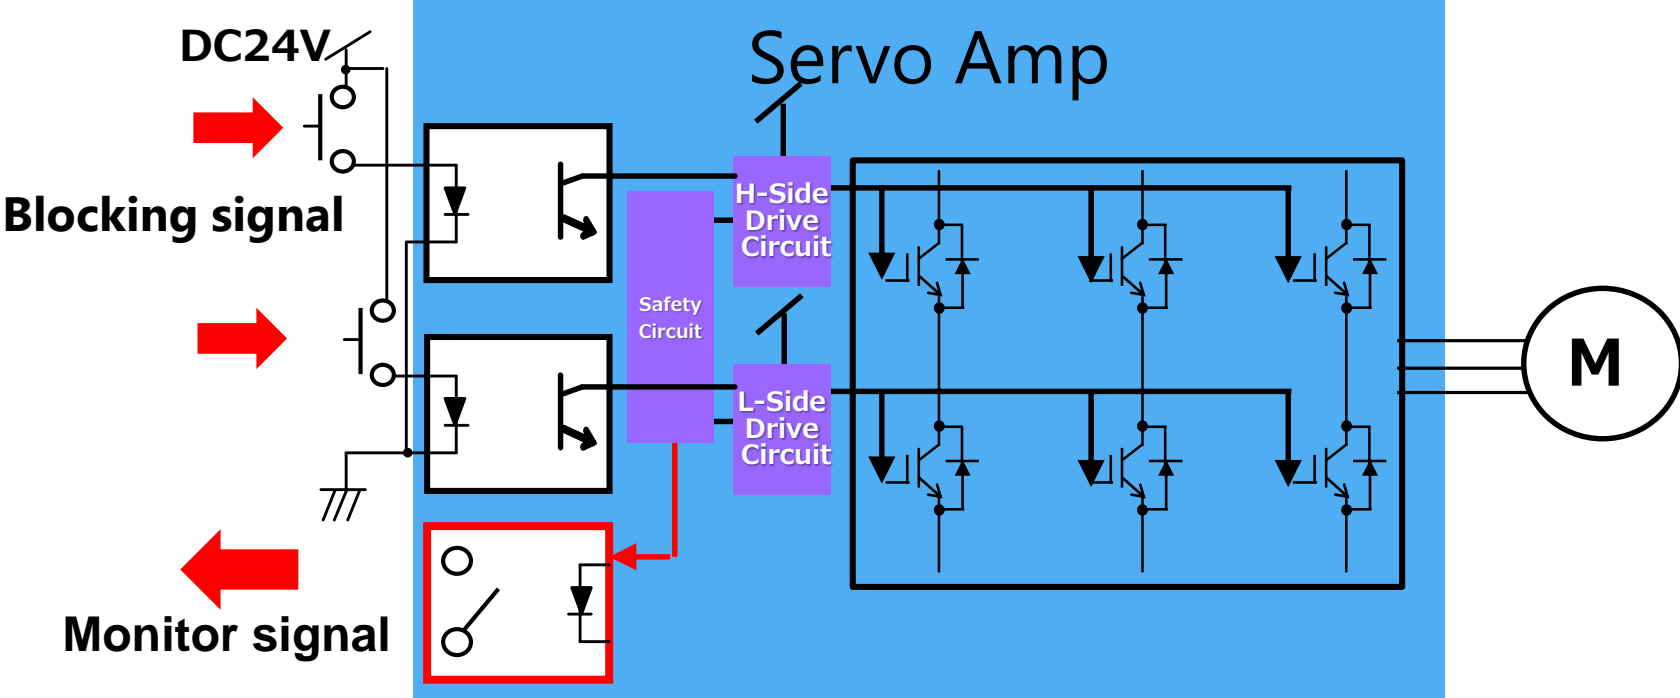 DC24V
Servo Amp
Blocking signal
H-Side
Drive
Circuit
Safety
Circuit
L-Side
Drive
Circuit
M
Monitor signal